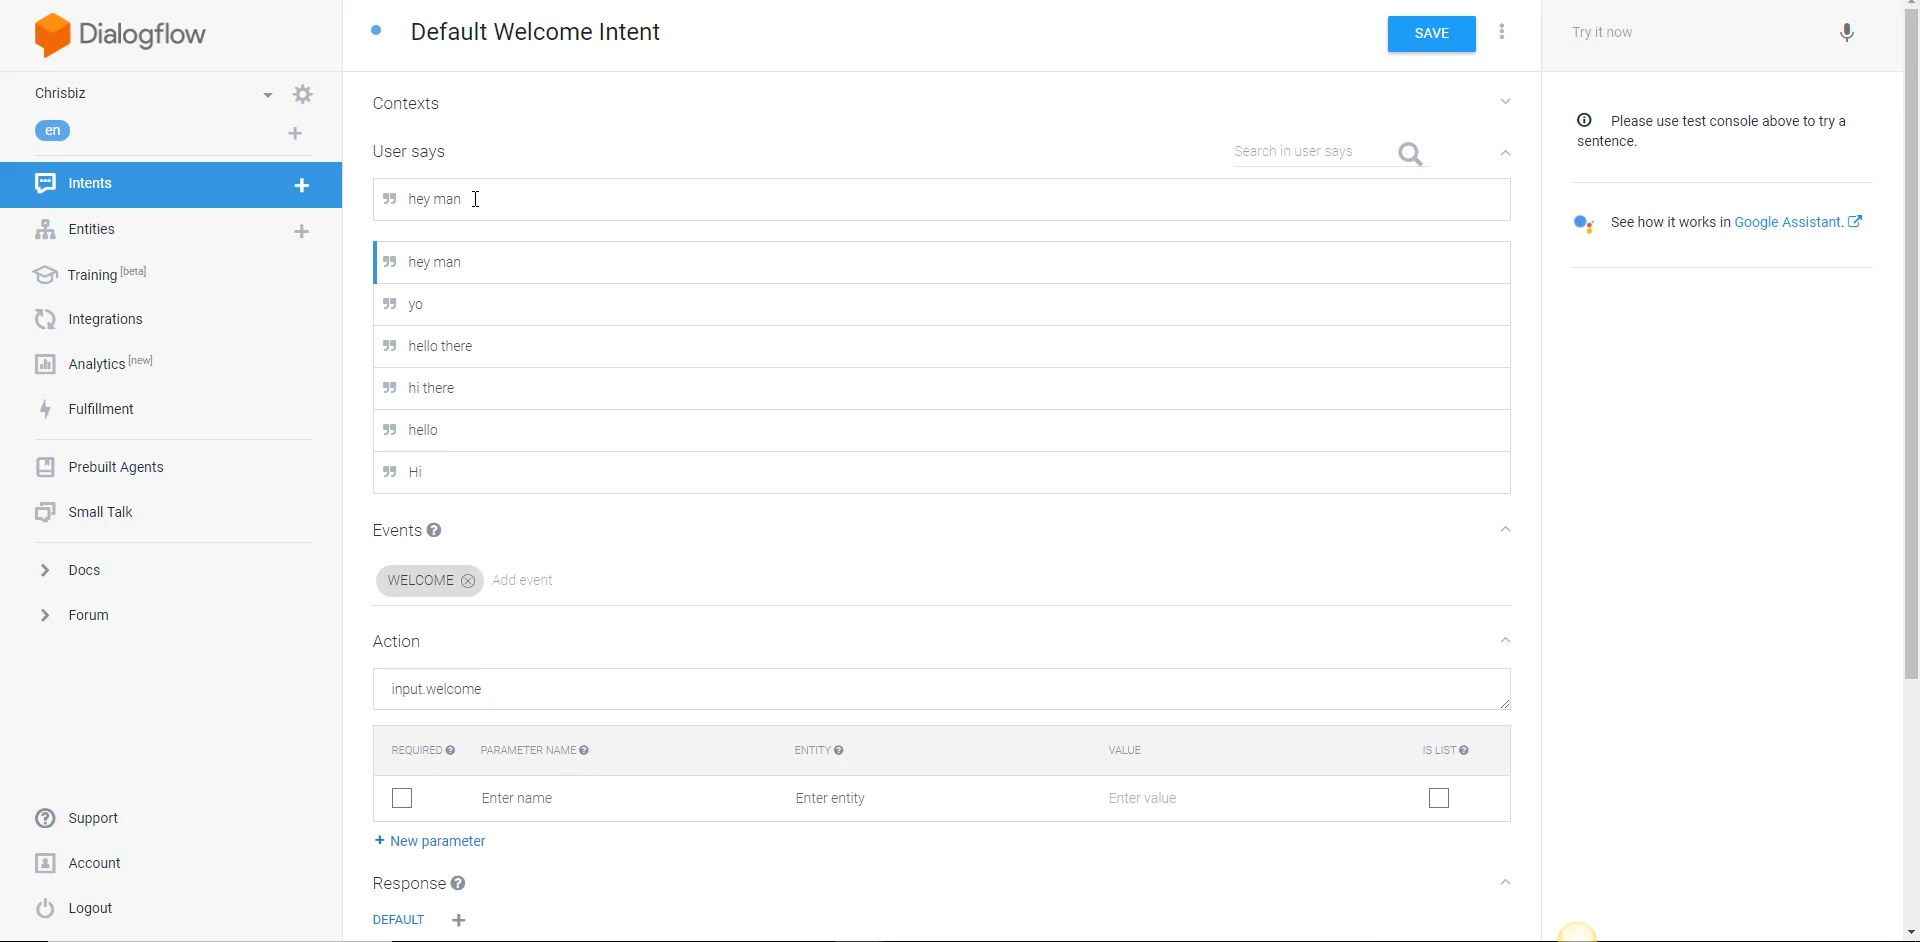 Dialogflow
Default Welcome Intent
SAVE
Try it now
Chrisbiz
en
Contexts
Please use test console above to try a
sentence.
User says
Search in user says
Intents
hey man
See how it works in Google Assistant.
Entities
hey man
Training [beta]
yo
Integrations
hello there
Analytics [new]
hi there
Fulfillment
hello
Prebuilt Agents
Hi
Small Talk
Events
Docs
WELCOME Add event
Forum
Action
input.welcome
REQUIRED PARAMETER NAME ENTITY VALUE IS LIST
Enter name Enter entity Enter value
Support
+ New parameter
Account
Response
Logout
DEFAULT